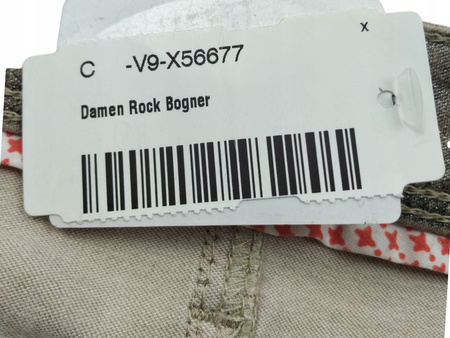 x
C -V9-X56677
Damen Rock Bogner